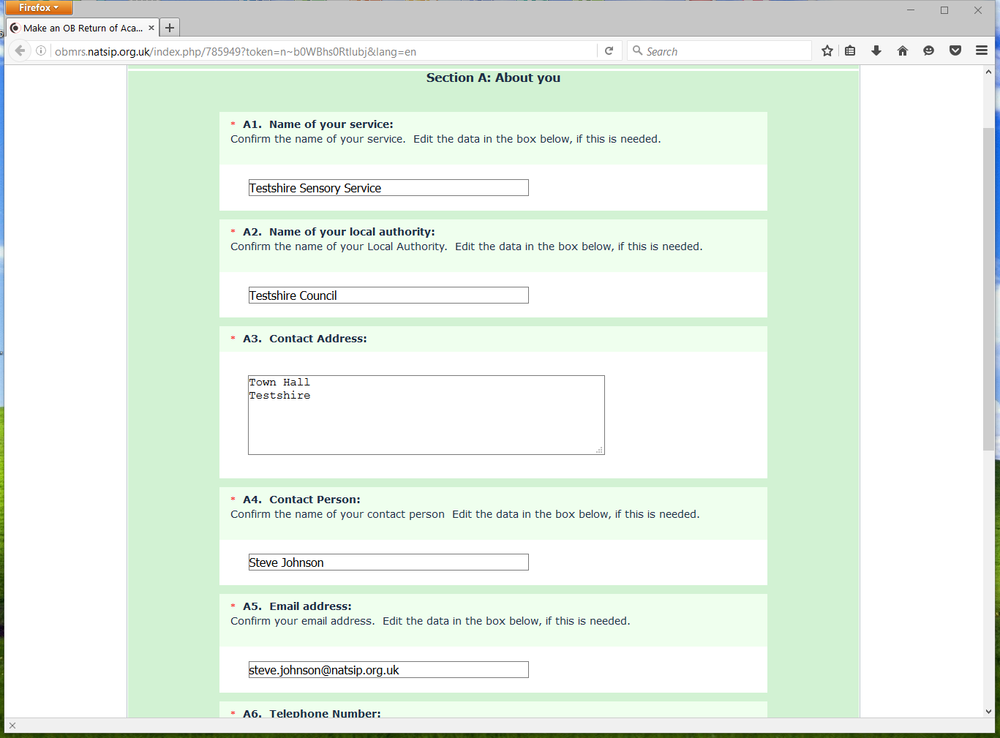 Firefox
Make an OB Return of Aca...
obmrs.natsip.org.uk/index.php/785949?token=n~b0WBhs0Rtlubj&lang=en
Search
Section A: About you
* A1. Name of your service:
Confirm the name of your service. Edit the data in the box below, if this is needed.
Testshire Sensory Service
* A2. Name of your local authority:
Confirm the name of your Local Authority. Edit the data in the box below, if this is needed.
Testshire Council
* A3. Contact Address:
Town Hall
Testshire
* A4. Contact Person:
Confirm the name of your contact person Edit the data in the box below, if this is needed.
Steve Johnson
* A5. Email address:
Confirm your email address. Edit the data in the box below, if this is needed.
steve.johnson@natsip.org.uk
* A6. Telephone Number: